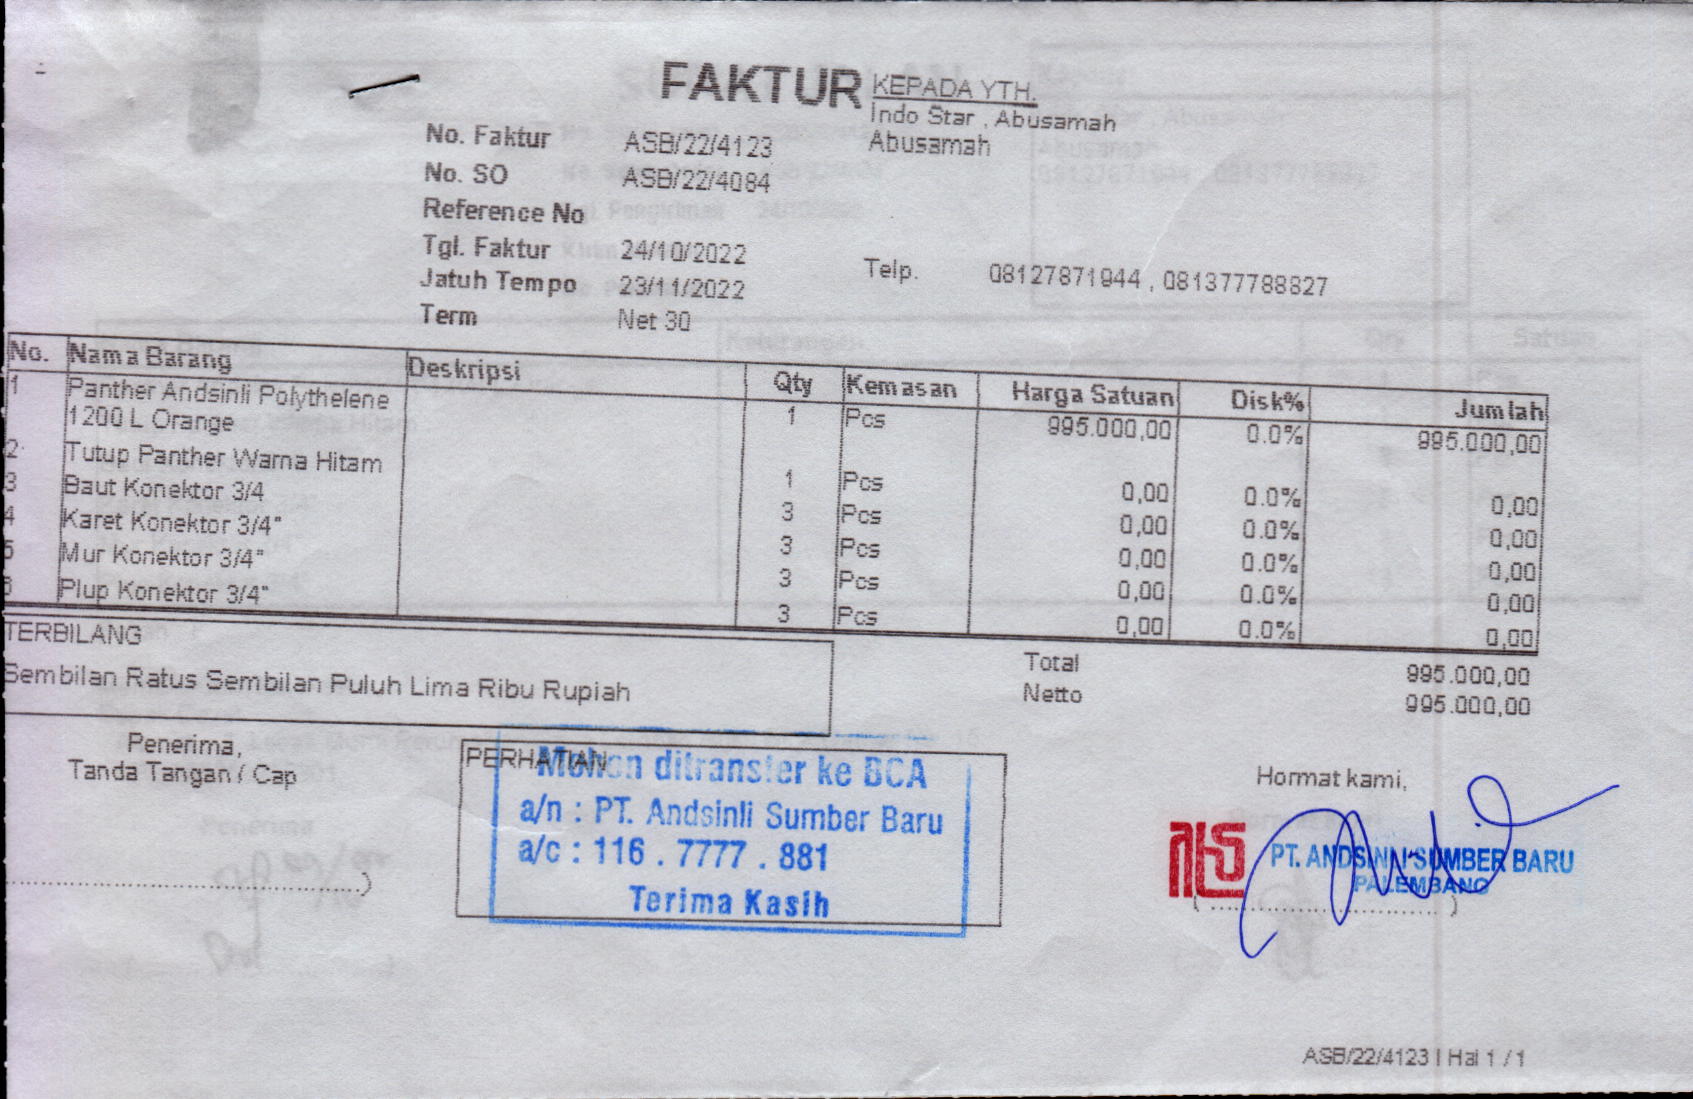 FAKTUR
KEPADA YTH.
Indo Star , Abusamah
Abusamah
No. Faktur ASB/22/4123
No. SO ASB/22/4084
Reference No
Tgl. Faktur 24/10/2022
Jatuh Tempo 23/11/2022
Term Net 30
Telp. 08127871944 , 081377788827
No. Nama Barang Deskripsi Qty Kemasan Harga Satuan Disk% Jumlah
1 Panther Andsinli Polythelene 1 Pcs 995.000,00 0.0% 995.000,00
1200 L Orange
2 Tutup Panther Warna Hitam 1 Pcs 0,00 0.0% 0,00
3 Baut Konektor 3/4 3 Pcs 0,00 0.0% 0,00
4 Karet Konektor 3/4" 3 Pcs 0,00 0.0% 0,00
5 Mur Konektor 3/4" 3 Pcs 0,00 0.0% 0,00
Plup Konektor 3/4" 3 Pcs 0,00 0.0% 0,00
TERBILANG
Sembilan Ratus Sembilan Puluh Lima Ribu Rupiah
Total 995.000,00
Netto 995.000,00
Penerima,
Tanda Tangan / Cap
PERHATIAN
Mohon ditransfer ke BCA
a/n : PT. Andsinli Sumber Baru
a/c : 116 . 7777 . 881
Terima Kasih
Hormat kami,
PT. ANDSINLI SUMBER BARU
PALEMBANG
ASB/22/4123 | Hal 1 / 1